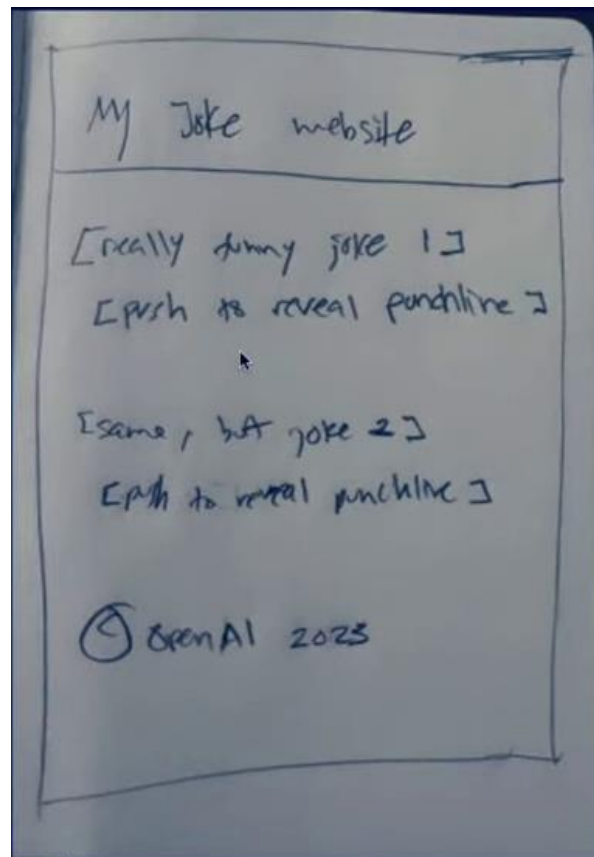 My Joke website
[really funny joke 1]
[push to reveal punchline]
[same, but joke 2]
[push to reveal punchline]
© OpenAI 2023